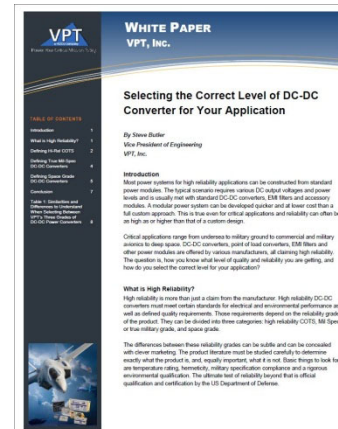 VPT
WHITE PAPER
VPT, INC.
Selecting the Correct Level of DC-DC
Converter for Your Application
TABLE OF CONTENTS
Introduction 1
What is High Reliability? 1
Defining Hi-Rel COTS 2
Defining True Mil Spec
DC-DC Converters 4
Defining Space Grade
DC-DC Converters 5
Conclusion 7
Table 1: Similarities and
Differences to Understand
When Selecting Between
VPT's Three Grades of
DC-DC Power Converters 8
By Steve Butler
Vice President of Engineering
VPT, Inc.
Introduction
Most power systems for high reliability applications can be constructed from standard
power modules. The typical scenario requires various DC output voltages and power
levels and is usually met with standard DC-DC converters, EMI filters and accessory
modules. A modular power system can be developed quicker and at lower cost than a
full custom approach. This is true even for critical applications and reliability can often be
as high as or higher than that of a custom design.
Critical applications range from undersea to military ground to commercial and military
avionics to deep space. DC-DC converters, point of load converters, EMI filters and
other power modules are offered by various manufacturers, all claiming high reliability.
The question is, how do you know what level of quality and reliability you are getting, and
how do you select the correct level for your application?
What is High Reliability?
High reliability is more than just a claim from the manufacturer. High reliability DC-DC
converters must meet certain standards for electrical and environmental performance as
well as defined quality requirements. Those requirements depend on the reliability grade
of the product. They can be divided into three categories: high reliability COTS, Mil Spec
or true military grade, and space grade.
The differences between these reliability grades can be subtle and can be concealed
with clever marketing. The product literature must be studied carefully to determine
exactly what the product is, and, equally important, what it is not. Basic things to look for
are temperature rating, hermeticity, military specification compliance and a rigorous
environmental qualification. The ultimate test of reliability beyond that is official
qualification and certification by the US Department of Defense.